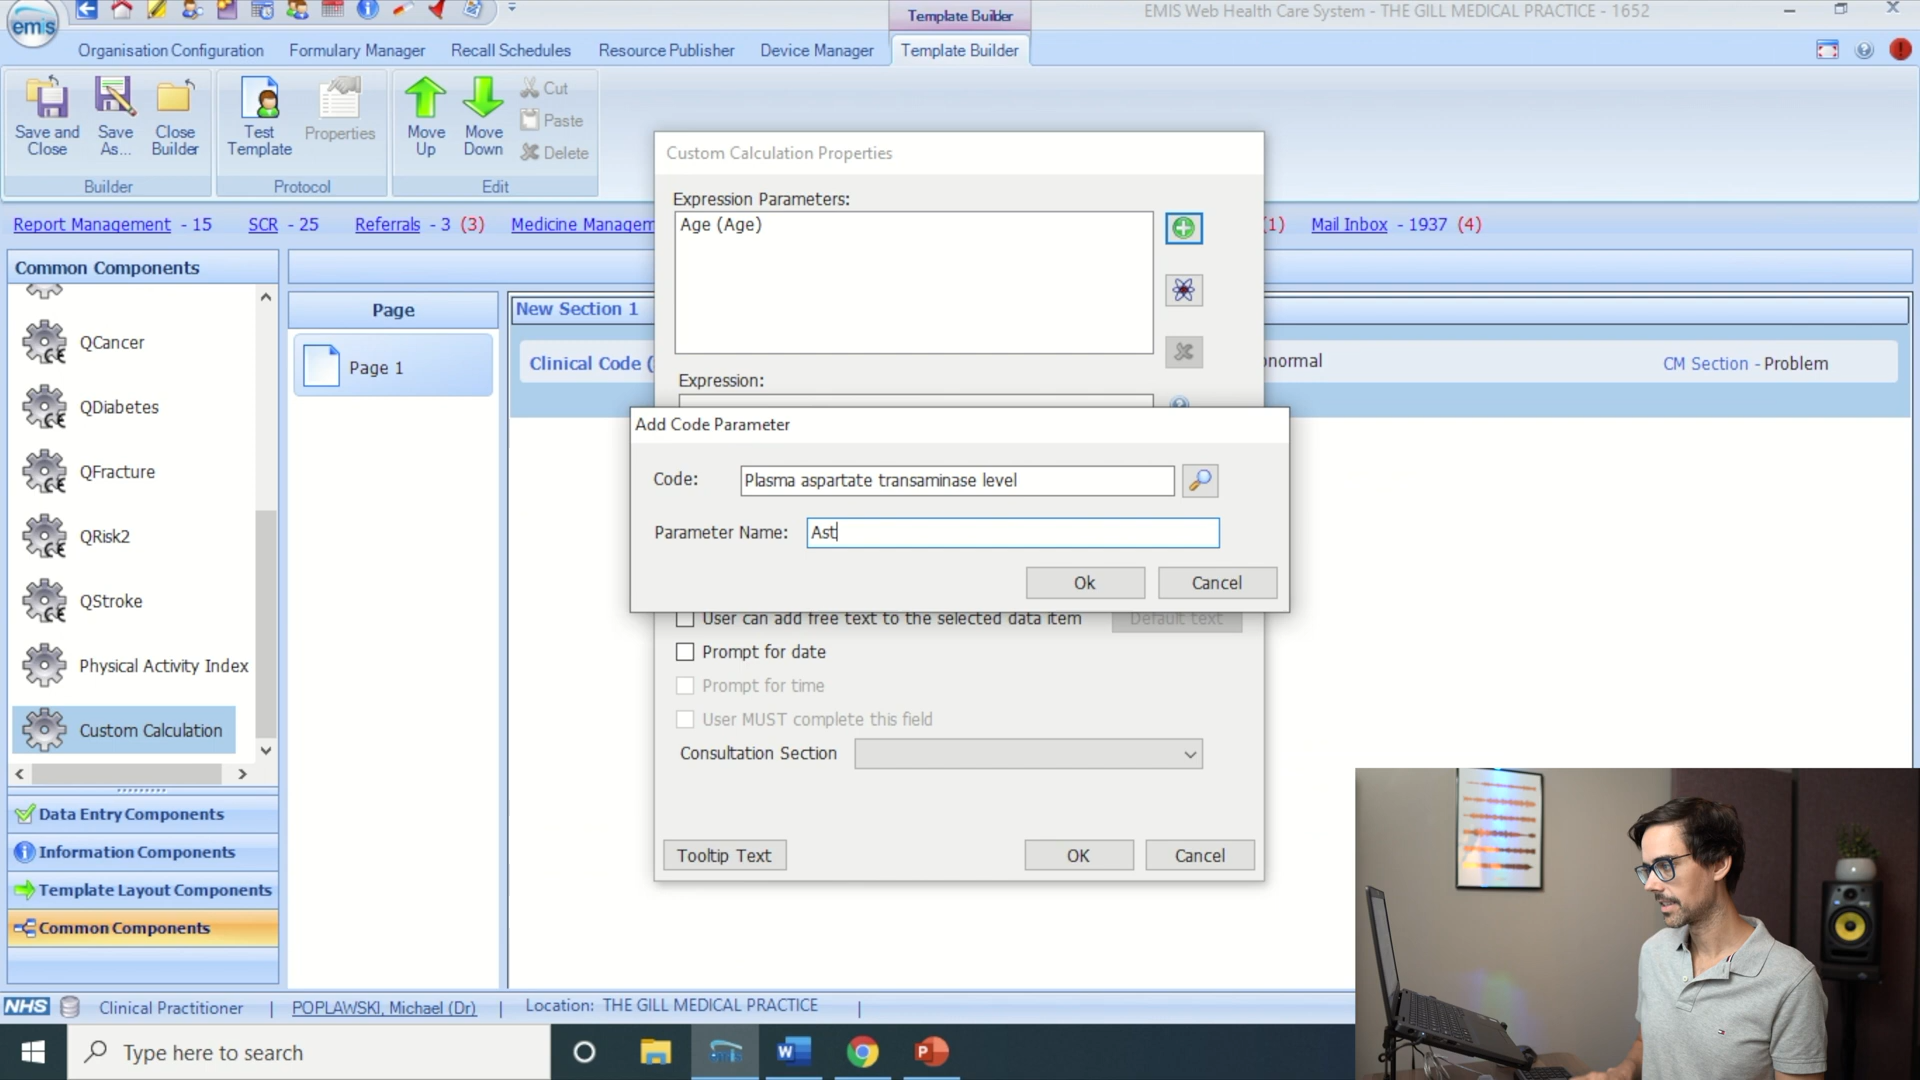 Template Builder
EMIS Web Health Care System - THE GILL MEDICAL PRACTICE - 1652
emis
Organisation Configuration
Formulary Manager
Recall Schedules
Resource Publisher
Device Manager
Template Builder
Save and Close
Save As...
Close Builder
Test Template
Properties
Move Up
Move Down
Cut
Paste
Delete
Builder
Protocol
Edit
Report Management - 15
SCR - 25
Referrals - 3 (3)
Medicine Managem
(1)
Mail Inbox - 1937 (4)
Common Components
QCancer
QDiabetes
QFracture
QRisk2
QStroke
Physical Activity Index
Custom Calculation
Data Entry Components
Information Components
Template Layout Components
Common Components
Page
Page 1
New Section 1
Clinical Code (
normal
CM Section - Problem
Custom Calculation Properties
Expression Parameters:
Age (Age)
Expression:
Add Code Parameter
Code: Plasma aspartate transaminase level
Parameter Name: Ast
Ok
Cancel
User can add free text to the selected data item
Default text
Prompt for date
Prompt for time
User MUST complete this field
Consultation Section
Tooltip Text
OK
Cancel
NHS
Clinical Practitioner | POPLAWSKI, Michael (Dr) | Location: THE GILL MEDICAL PRACTICE |
Type here to search